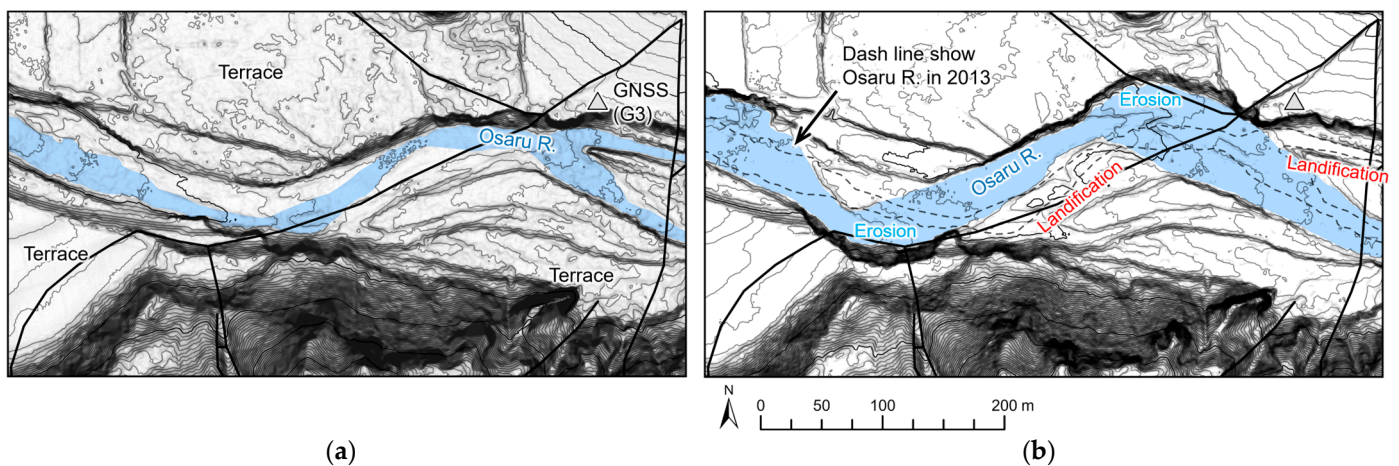 Terrace
GNSS
(G3)
Osaru R.
Terrace
Terrace
Dash line show
Osaru R. in 2013
Erosion
Osaru R.
Landification
Landification
Erosion
N
0 50 100 200 m
(a)
(b)